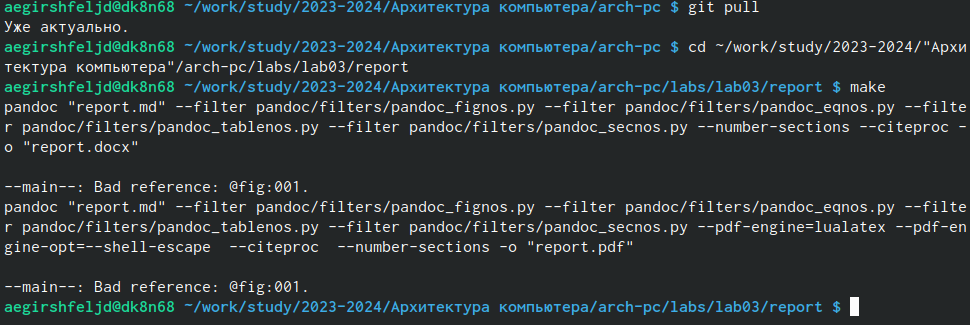 aegirshfeljd@dk8n68 ~/work/study/2023-2024/Архитектура компьютера/arch-pc $ git pull
Уже актуально.
aegirshfeljd@dk8n68 ~/work/study/2023-2024/Архитектура компьютера/arch-pc $ cd ~/work/study/2023-2024/"Архи
тектура компьютера"/arch-pc/labs/lab03/report
aegirshfeljd@dk8n68 ~/work/study/2023-2024/Архитектура компьютера/arch-pc/labs/lab03/report $ make
pandoc "report.md" --filter pandoc/filters/pandoc_fignos.py --filter pandoc/filters/pandoc_eqnos.py --filte
r pandoc/filters/pandoc_tablenos.py --filter pandoc/filters/pandoc_secnos.py --number-sections --citeproc -
o "report.docx"
--main--: Bad reference: @fig:001.
pandoc "report.md" --filter pandoc/filters/pandoc_fignos.py --filter pandoc/filters/pandoc_eqnos.py --filte
r pandoc/filters/pandoc_tablenos.py --filter pandoc/filters/pandoc_secnos.py --pdf-engine=lualatex --pdf-en
gine-opt=--shell-escape  --citeproc  --number-sections -o "report.pdf"
--main--: Bad reference: @fig:001.
aegirshfeljd@dk8n68 ~/work/study/2023-2024/Архитектура компьютера/arch-pc/labs/lab03/report $